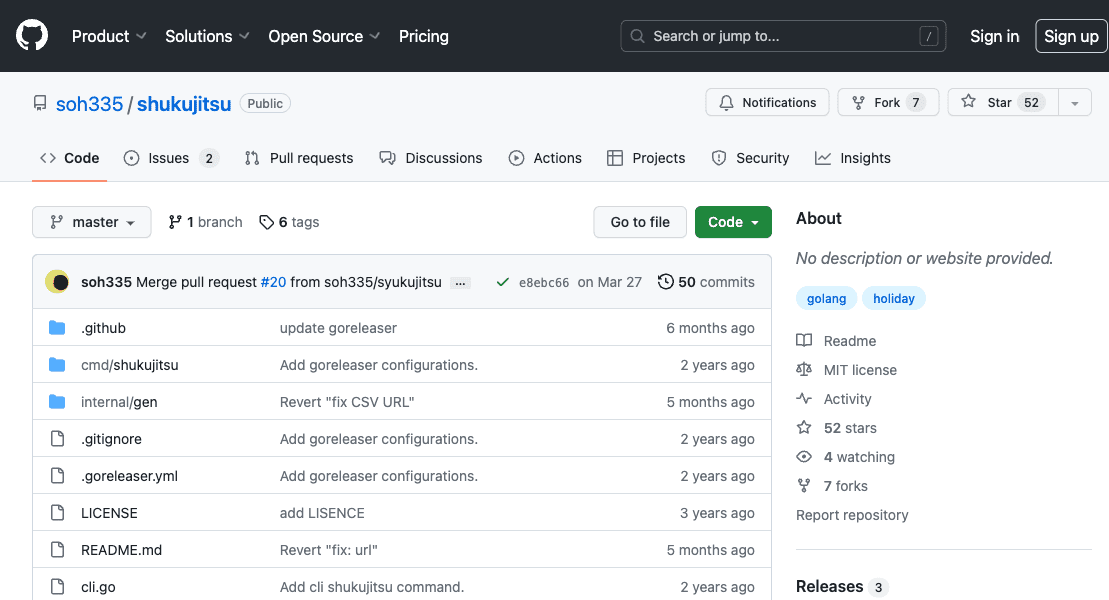 Product Solutions Open Source Pricing Search or jump to... / Sign in Sign up
soh335 / shukujitsu Public Notifications Fork 7 Star 52
Code Issues 2 Pull requests Discussions Actions Projects Security Insights
master 1 branch 6 tags Go to file Code
soh335 Merge pull request #20 from soh335/syukujitsu ... e8ebc66 on Mar 27 50 commits
.github update goreleaser 6 months ago
cmd/shukujitsu Add goreleaser configurations. 2 years ago
internal/gen Revert "fix CSV URL" 5 months ago
.gitignore Add goreleaser configurations. 2 years ago
.goreleaser.yml Add goreleaser configurations. 2 years ago
LICENSE add LISENCE 3 years ago
README.md Revert "fix: url" 5 months ago
cli.go Add cli shukujitsu command. 2 years ago
About
No description or website provided.
golang holiday
Readme
MIT license
Activity
52 stars
4 watching
7 forks
Report repository
Releases 3